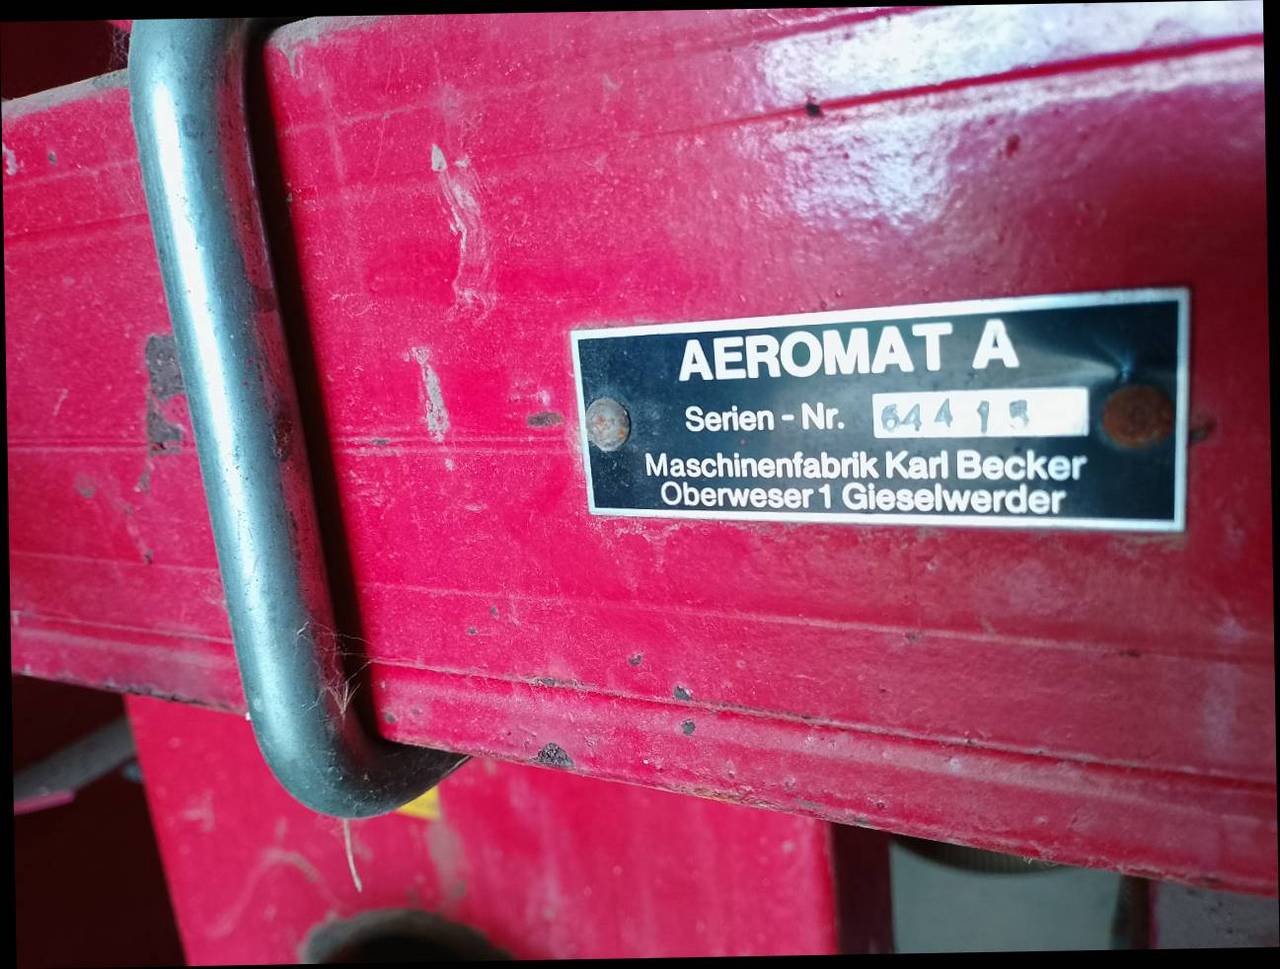 AEROMAT A
Serien - Nr. 64415
Maschinenfabrik Karl Becker
Oberweser 1 Gieselwerder